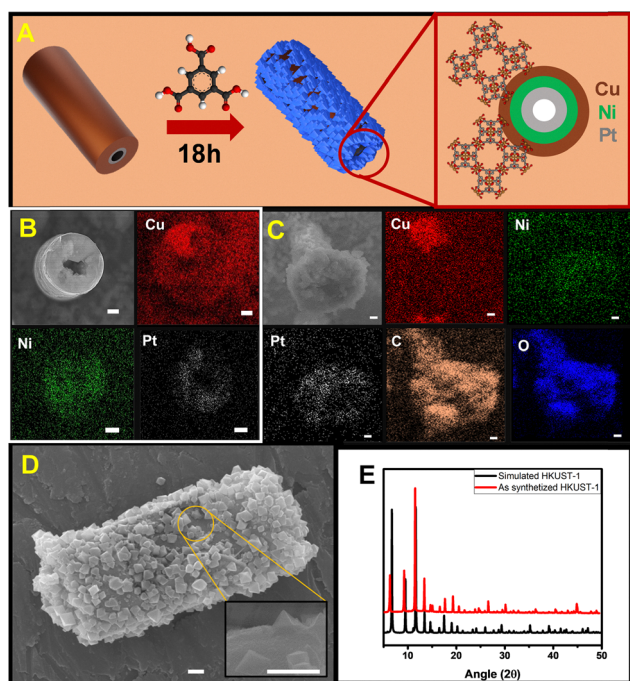 A
18h
Cu
Ni
Pt
B
Cu
C
Cu
Ni
Ni
Pt
Pt
C
O
D
E
Simulated HKUST-1
As synthetized HKUST-1
5 10 20 30 40 50
Angle (2θ)